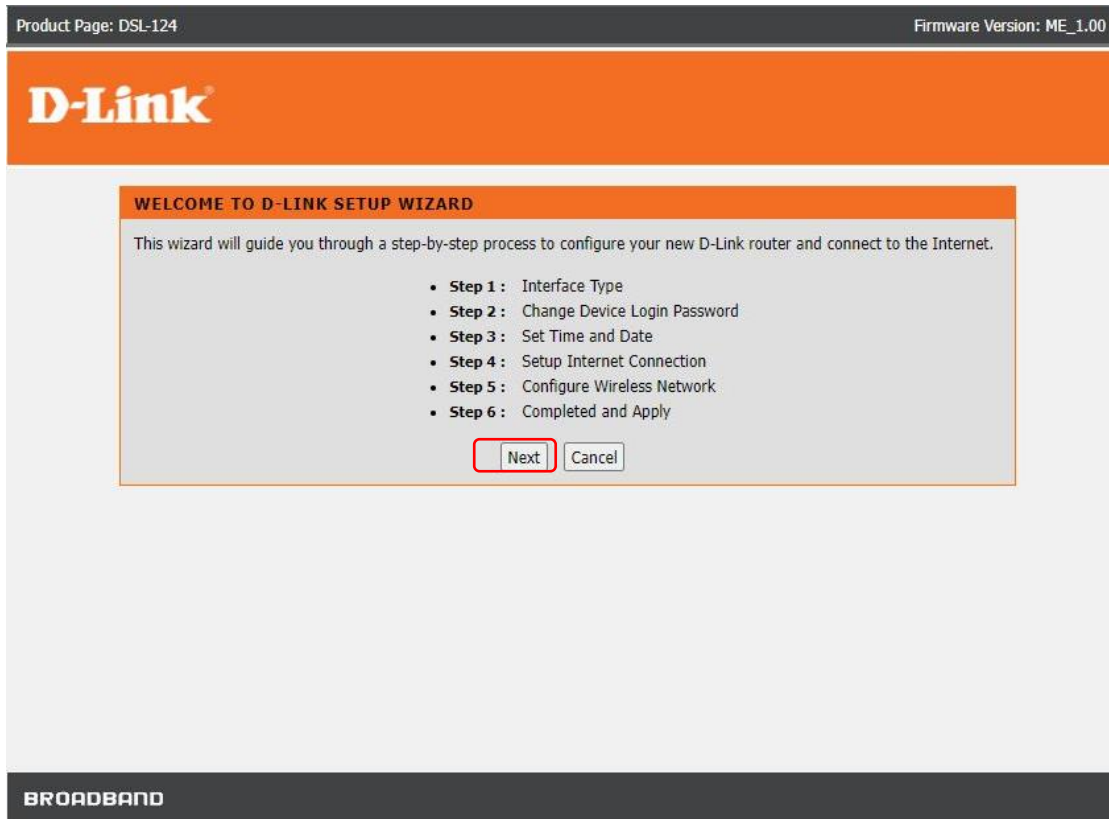 Product Page: DSL-124 Firmware Version: ME_1.00
D-Link
WELCOME TO D-LINK SETUP WIZARD
This wizard will guide you through a step-by-step process to configure your new D-Link router and connect to the Internet.
• Step 1 : Interface Type
• Step 2 : Change Device Login Password
• Step 3 : Set Time and Date
• Step 4 : Setup Internet Connection
• Step 5 : Configure Wireless Network
• Step 6 : Completed and Apply
Next Cancel
BROADBAND